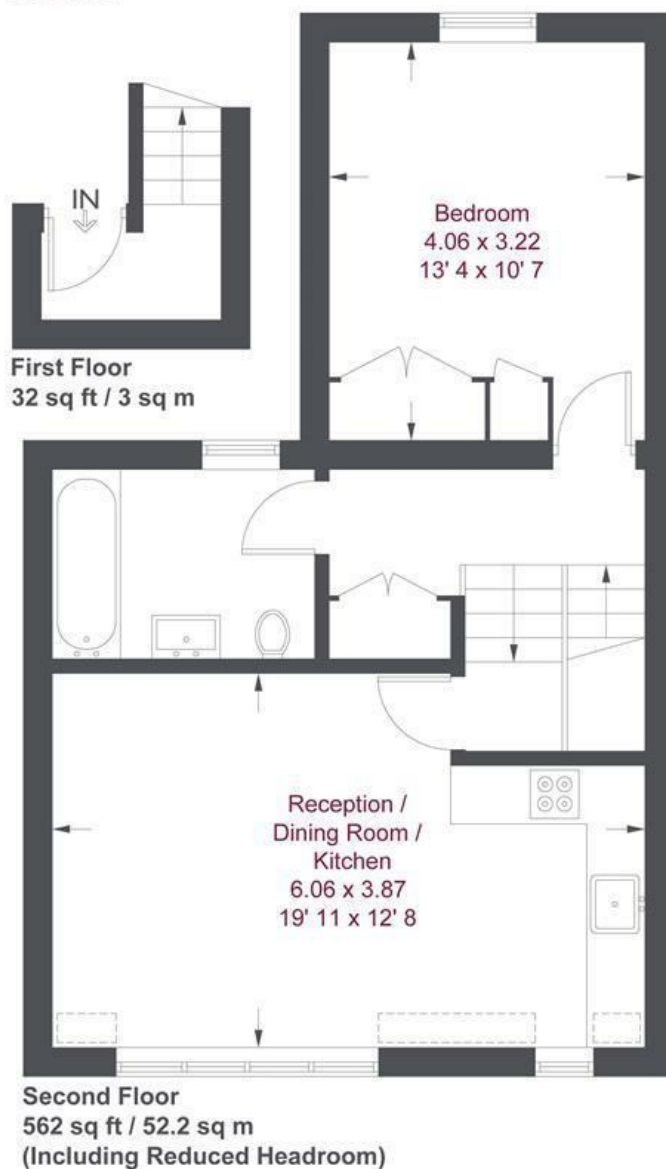 IN
First Floor
32 sq ft / 3 sq m
Bedroom
4.06 x 3.22
13' 4 x 10' 7
Reception /
Dining Room /
Kitchen
6.06 x 3.87
19' 11 x 12' 8
Second Floor
562 sq ft / 52.2 sq m
(Including Reduced Headroom)